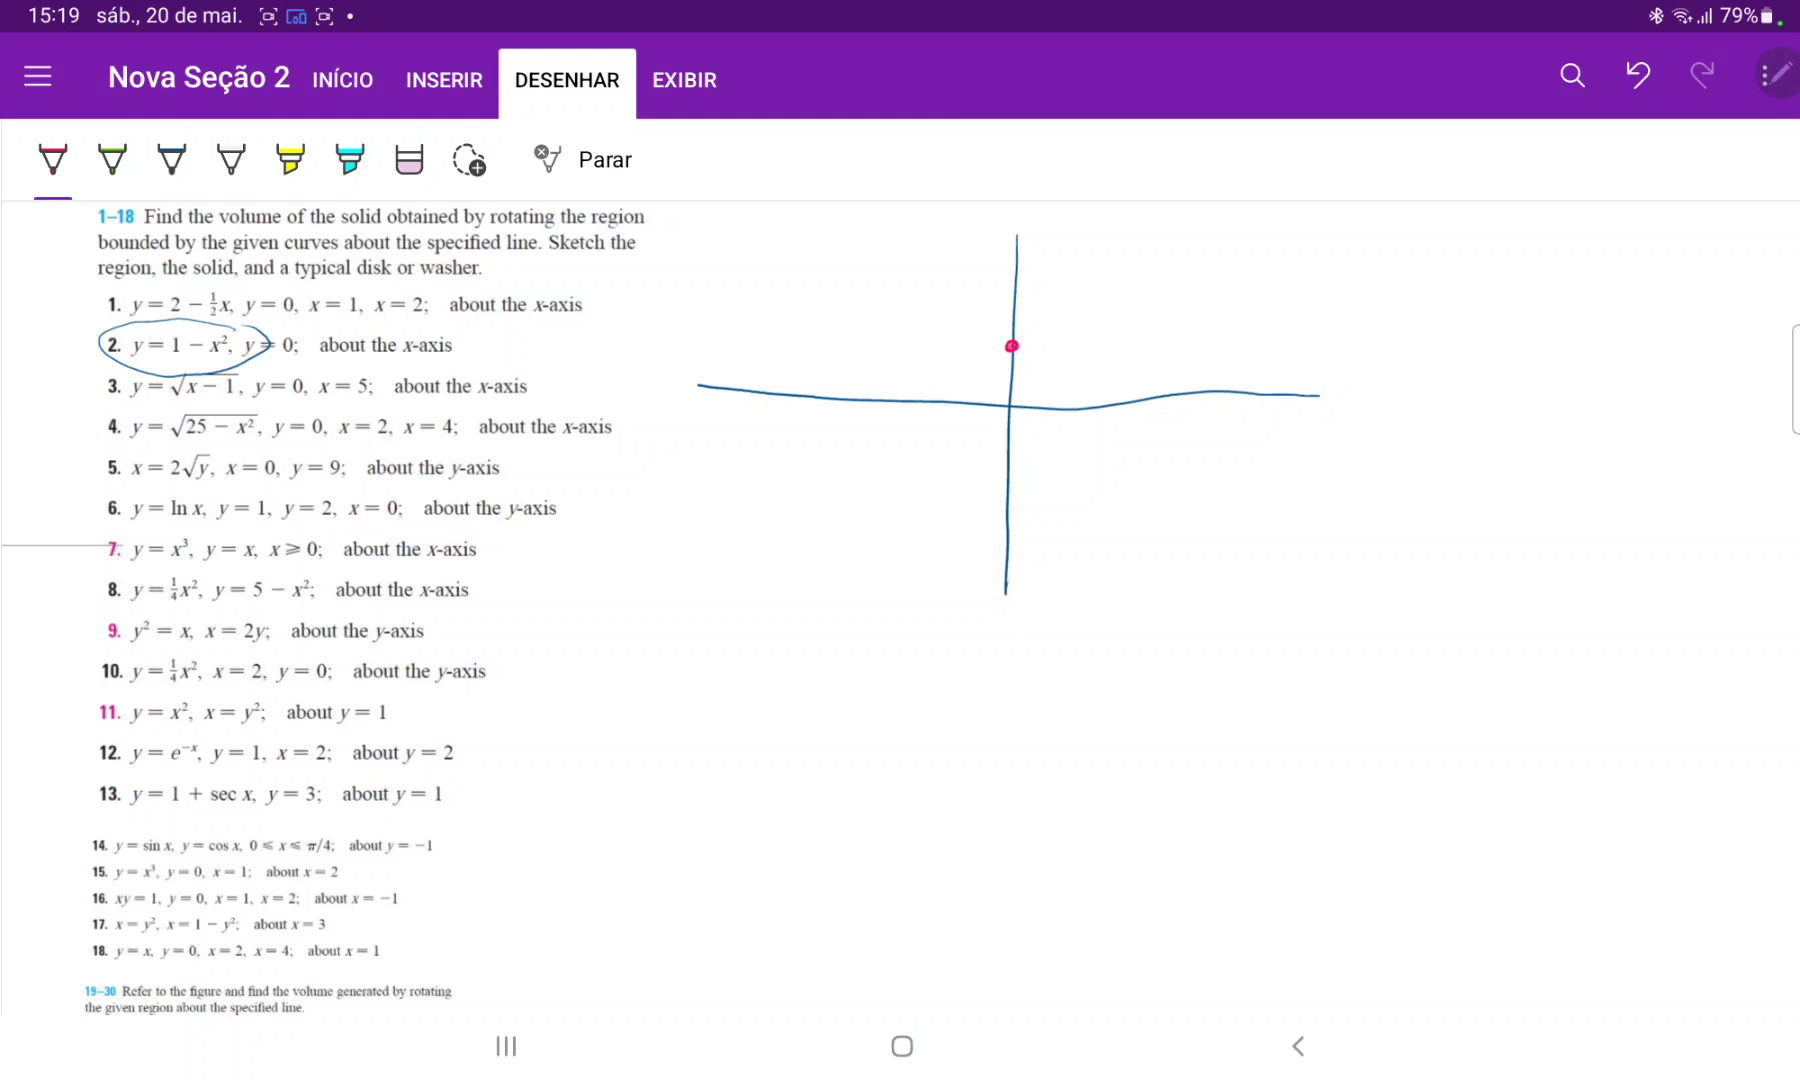 15:19 sáb., 20 de mai. 79%
Nova Seção 2 INÍCIO INSERIR DESENHAR EXIBIR
Parar
1–18 Find the volume of the solid obtained by rotating the region
bounded by the given curves about the specified line. Sketch the
region, the solid, and a typical disk or washer.
1. y = 2 − ½x, y = 0, x = 1, x = 2; about the x-axis
2. y = 1 − x², y = 0; about the x-axis
3. y = √(x − 1), y = 0, x = 5; about the x-axis
4. y = √(25 − x²), y = 0, x = 2, x = 4; about the x-axis
5. x = 2√y, x = 0, y = 9; about the y-axis
6. y = ln x, y = 1, y = 2, x = 0; about the y-axis
7. y = x³, y = x, x ⩾ 0; about the x-axis
8. y = ¼x², y = 5 − x²; about the x-axis
9. y² = x, x = 2y; about the y-axis
10. y = ¼x², x = 2, y = 0; about the y-axis
11. y = x², x = y²; about y = 1
12. y = e⁻ˣ, y = 1, x = 2; about y = 2
13. y = 1 + sec x, y = 3; about y = 1
14. y = sin x, y = cos x, 0 ⩽ x ⩽ π/4; about y = −1
15. y = x³, y = 0, x = 1; about x = 2
16. xy = 1, y = 0, x = 1, x = 2; about x = −1
17. x = y², x = 1 − y²; about x = 3
18. y = x, y = 0, x = 2, x = 4; about x = 1
19–30 Refer to the figure and find the volume generated by rotating
the given region about the specified line.